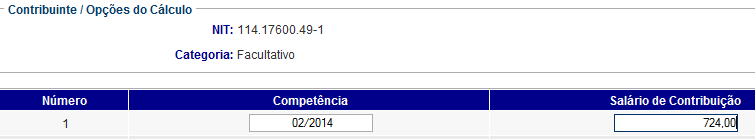 Contribuinte / Opções do Cálculo
NIT: 114.17600.49-1
Categoria: Facultativo
Número Competência Salário de Contribuição
1 02/2014 724,00